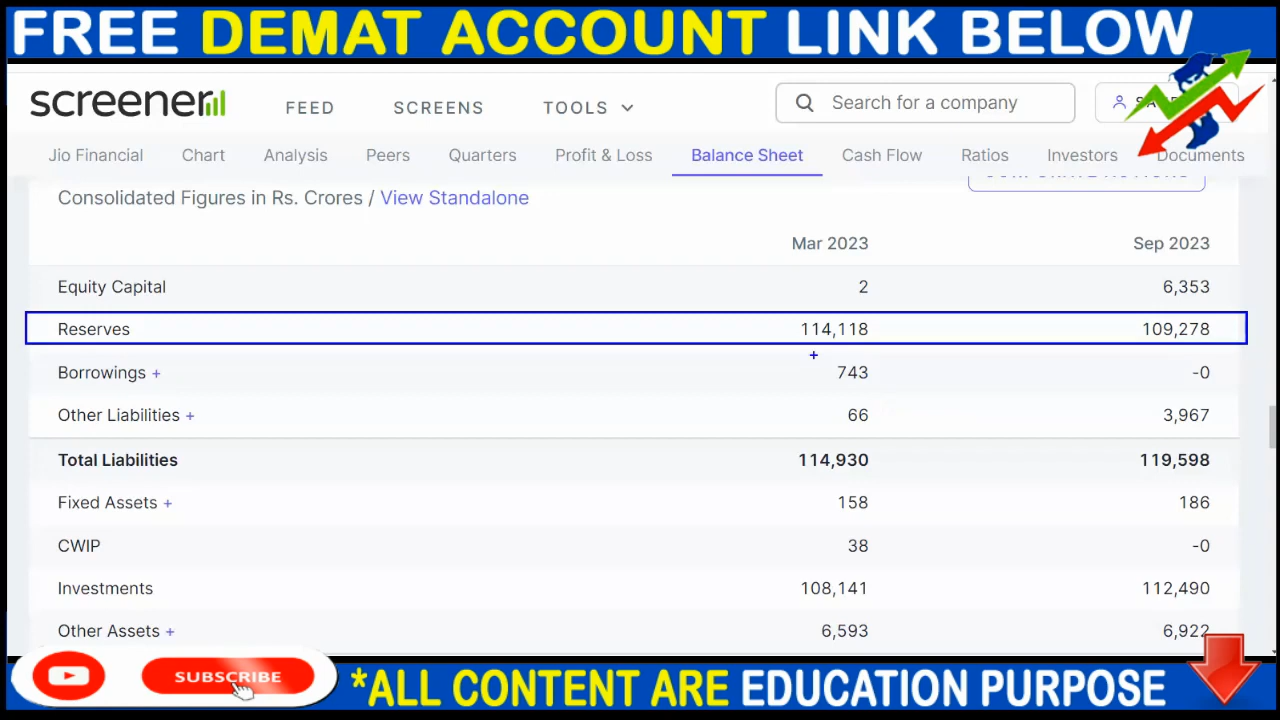 FREE DEMAT ACCOUNT LINK BELOW
screener FEED SCREENS TOOLS Search for a company
Jio Financial Chart Analysis Peers Quarters Profit & Loss Balance Sheet Cash Flow Ratios Investors Documents
Consolidated Figures in Rs. Crores / View Standalone
Mar 2023 Sep 2023
Equity Capital 2 6,353
Reserves 114,118 109,278
Borrowings + 743 -0
Other Liabilities + 66 3,967
Total Liabilities 114,930 119,598
Fixed Assets + 158 186
CWIP 38 -0
Investments 108,141 112,490
Other Assets + 6,593 6,922
SUBSCRIBE
*ALL CONTENT ARE EDUCATION PURPOSE